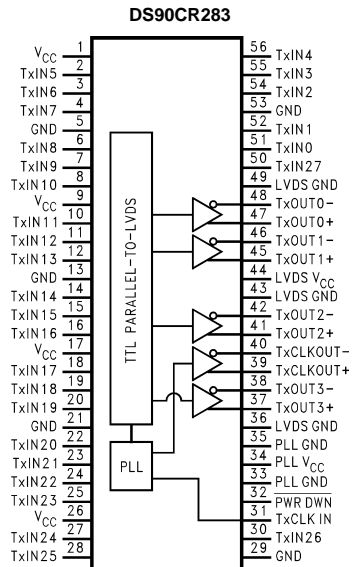 DS90CR283
V_CC 1 56 TxIN4
TxIN5 2 55 TxIN3
TxIN6 3 54 TxIN2
TxIN7 4 53 GND
GND 5 52 TxIN1
TxIN8 6 51 TxIN0
TxIN9 7 50 TxIN27
TxIN10 8 49 LVDS GND
V_CC 9 48 TxOUT0-
TxIN11 10 47 TxOUT0+
TxIN12 11 46 TxOUT1-
TxIN13 12 45 TxOUT1+
GND 13 44 LVDS V_CC
TxIN14 14 43 LVDS GND
TxIN15 15 42 TxOUT2-
TxIN16 16 41 TxOUT2+
V_CC 17 40 TxCLKOUT-
TxIN17 18 39 TxCLKOUT+
TxIN18 19 38 TxOUT3-
TxIN19 20 37 TxOUT3+
GND 21 36 LVDS GND
TxIN20 22 35 PLL GND
TxIN21 23 34 PLL V_CC
TxIN22 24 33 PLL GND
TxIN23 25 32 PWR DWN
V_CC 26 31 TxCLK IN
TxIN24 27 30 TxIN26
TxIN25 28 29 GND
TTL PARALLEL-TO-LVDS
PLL